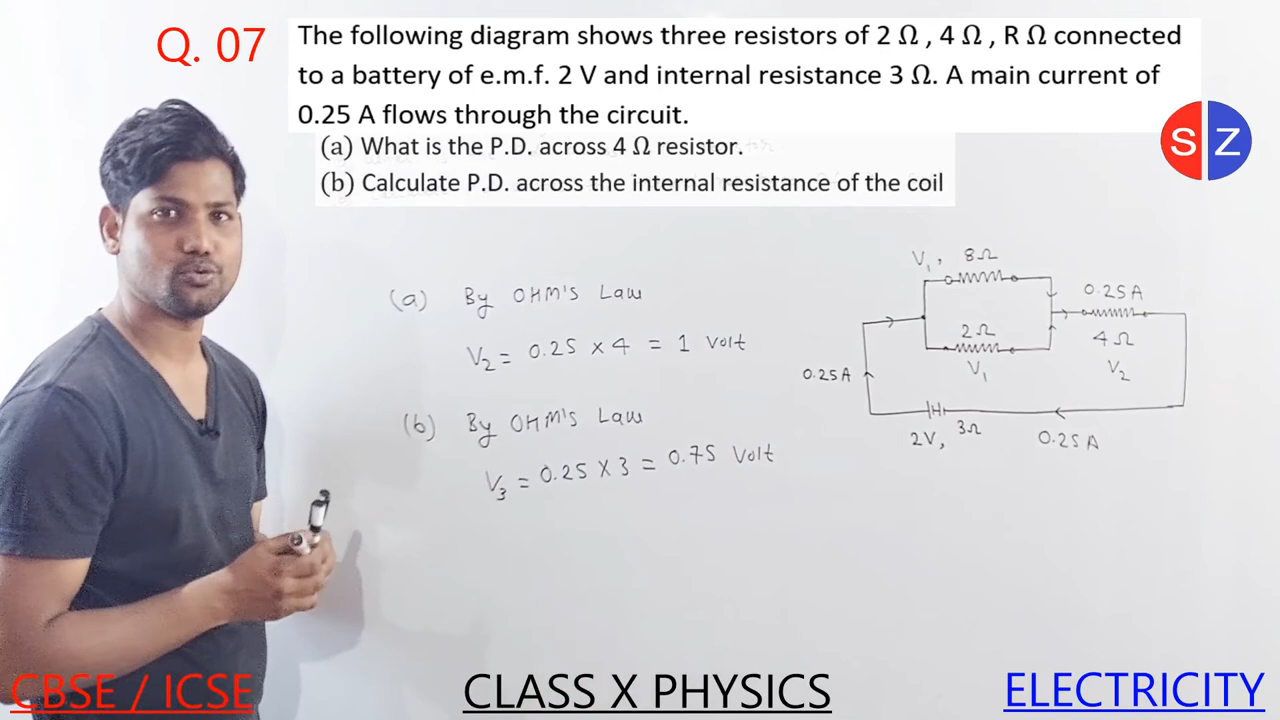 Q. 07
The following diagram shows three resistors of 2 Ω , 4 Ω , R Ω connected
to a battery of e.m.f. 2 V and internal resistance 3 Ω. A main current of
0.25 A flows through the circuit.
(a) What is the P.D. across 4 Ω resistor.
(b) Calculate P.D. across the internal resistance of the coil
S Z
(a) By OHM'S Law
V₂ = 0.25 × 4 = 1 Volt
(b) By OHM'S Law
V₃ = 0.25 × 3 = 0.75 Volt
V₁, 8Ω
0.25A
2Ω
4Ω
V₁
V₂
0.25A
2V, 3Ω
0.25A
CBSE / ICSE
CLASS X PHYSICS
ELECTRICITY